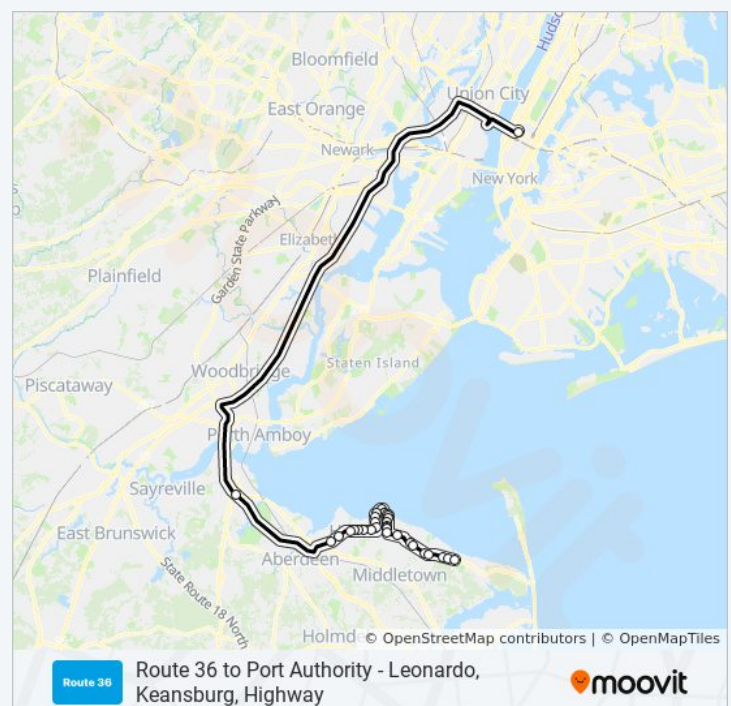 Bloomfield
Hudso
Union City
East Orange
Newark
New York
Garden State Parkway
Elizabeth
Plainfield
Staten Island
Woodbridge
Piscataway
Perth Amboy
Sayreville
East Brunswick
Aberdeen
Middletown
State Route 18 North
Holmd
© OpenStreetMap contributors | © OpenMapTiles
Route 36
Route 36 to Port Authority - Leonardo,
Keansburg, Highway
moovit